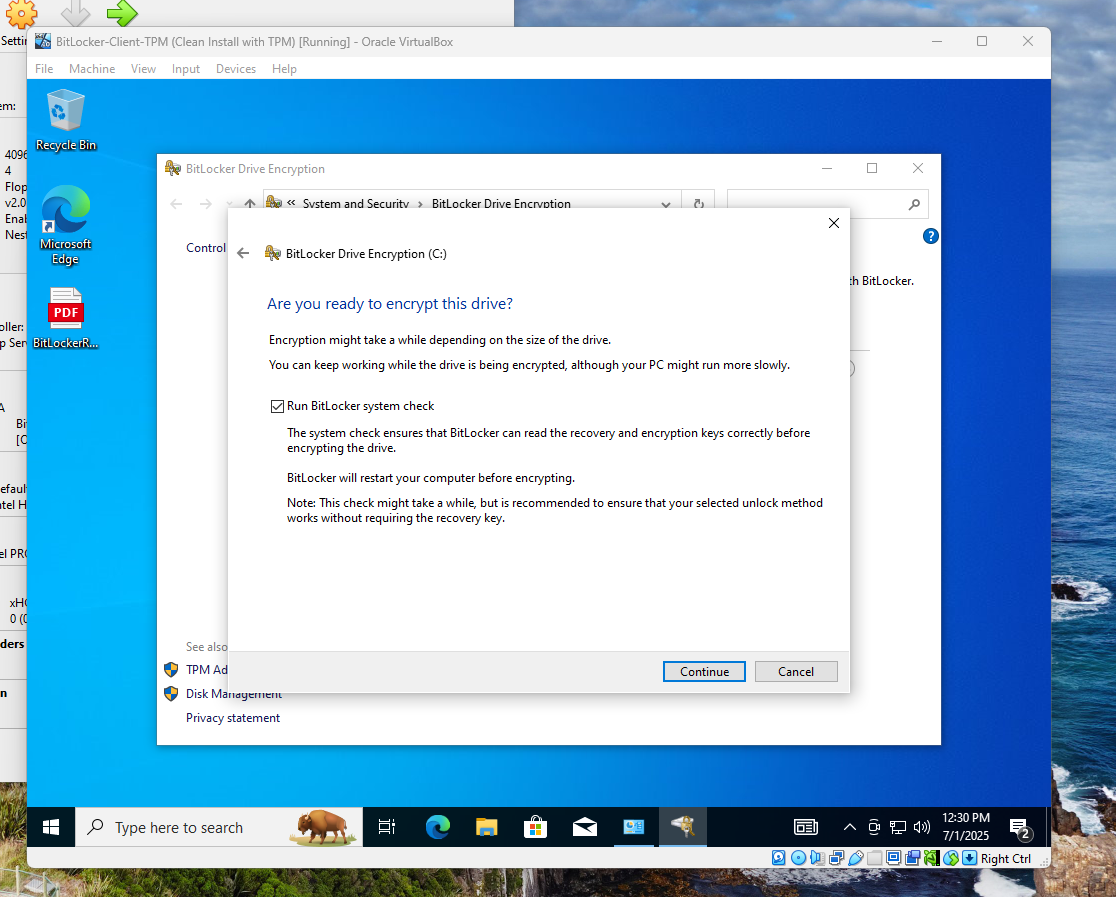 Settin
BitLocker-Client-TPM (Clean Install with TPM) [Running] - Oracle VirtualBox
File Machine View Input Devices Help
em:
4096
4
Flop
v2.0
Enab
Nest
oller:
p Serv
A
Bit
[O
efault
ntel H
el PRO
xHC
0 (0
ders
n
Recycle Bin
Microsoft
Edge
PDF
BitLockerR...
BitLocker Drive Encryption
« System and Security › BitLocker Drive Encryption
Control
?
th BitLocker.
BitLocker Drive Encryption (C:)
Are you ready to encrypt this drive?
Encryption might take a while depending on the size of the drive.
You can keep working while the drive is being encrypted, although your PC might run more slowly.
Run BitLocker system check
The system check ensures that BitLocker can read the recovery and encryption keys correctly before
encrypting the drive.
BitLocker will restart your computer before encrypting.
Note: This check might take a while, but is recommended to ensure that your selected unlock method
works without requiring the recovery key.
Continue Cancel
See also
TPM Ad
Disk Management
Privacy statement
Type here to search
12:30 PM
7/1/2025
2
Right Ctrl